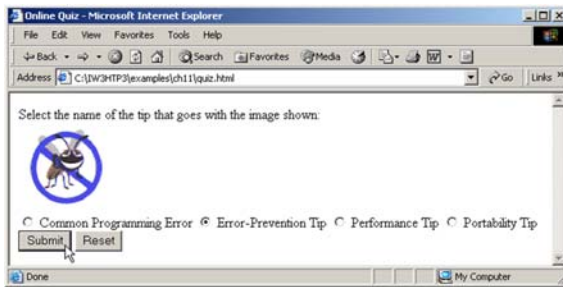 Online Quiz - Microsoft Internet Explorer
File Edit View Favorites Tools Help
Back Search Favorites Media W
Address C:\IW3HTP3\examples\ch11\quiz.html Go Links »
Select the name of the tip that goes with the image shown:
Common Programming Error Error-Prevention Tip Performance Tip Portability Tip
Submit Reset
Done My Computer